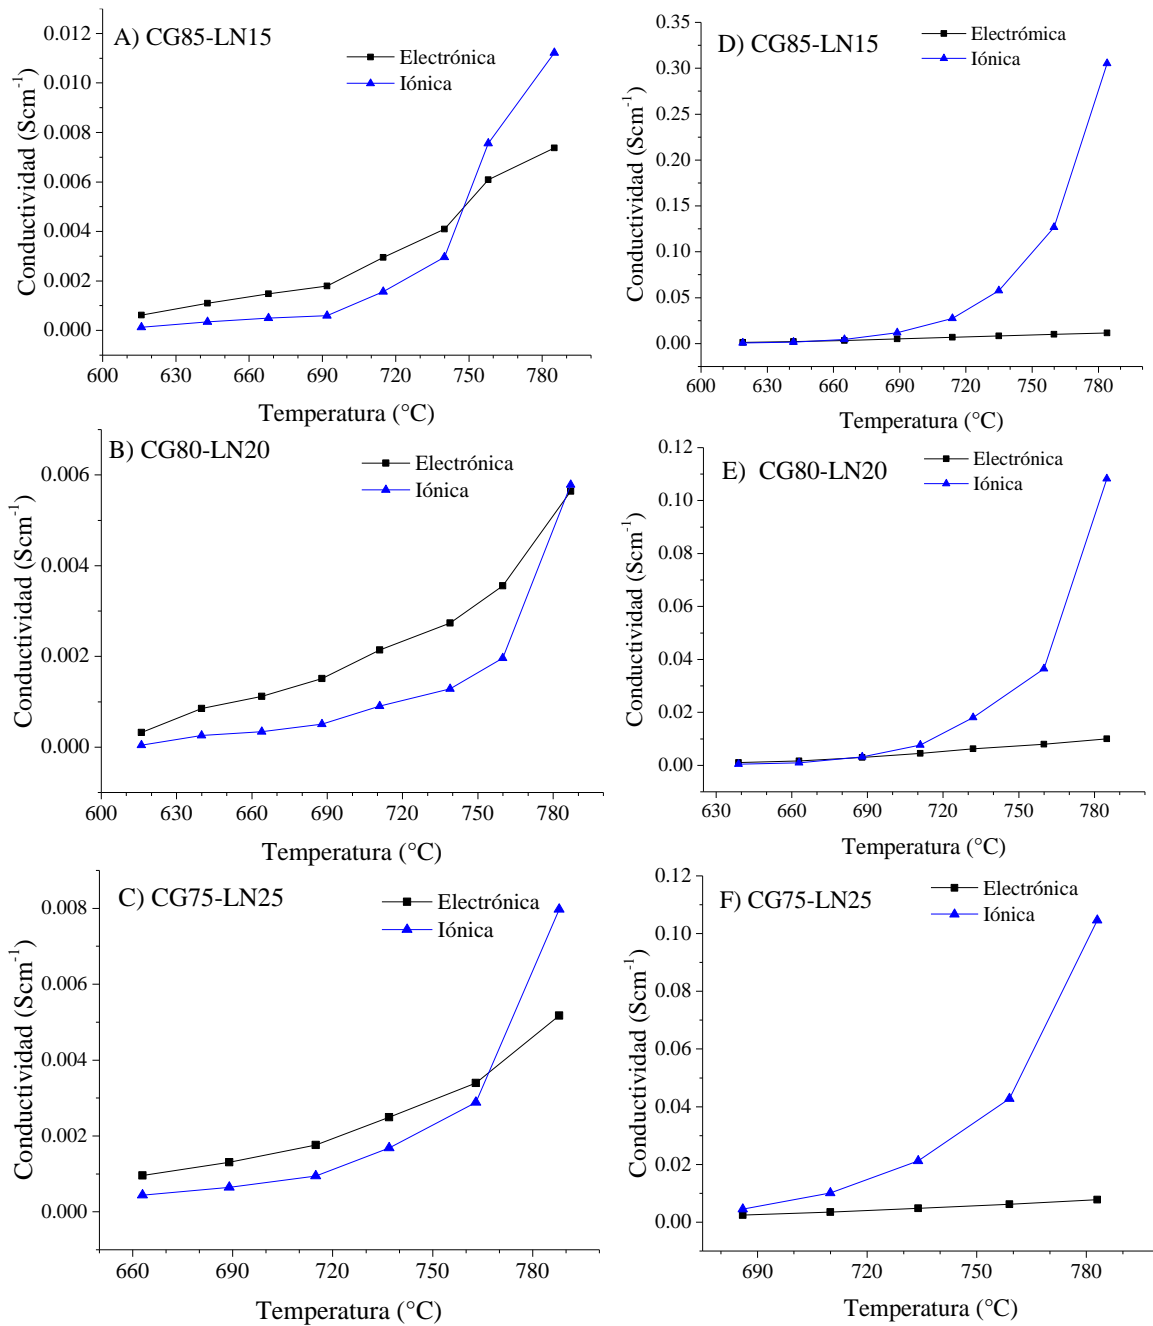 A) CG85-LN15
Electrónica
Iónica
Conductividad (Scm⁻¹)
0.012
0.010
0.008
0.006
0.004
0.002
0.000
600 630 660 690 720 750 780
Temperatura (°C)
D) CG85-LN15
Electrómica
Iónica
Conductividad (Scm⁻¹)
0.35
0.30
0.25
0.20
0.15
0.10
0.05
0.00
600 630 660 690 720 750 780
Temperatura (°C)
B) CG80-LN20
Electrónica
Iónica
Conductividad (Scm⁻¹)
0.006
0.004
0.002
0.000
600 630 660 690 720 750 780
Temperatura (°C)
E) CG80-LN20
Electrónica
Iónica
Conductividad (Scm⁻¹)
0.12
0.10
0.08
0.06
0.04
0.02
0.00
630 660 690 720 750 780
Temperatura (°C)
C) CG75-LN25
Electrónica
Iónica
Conductividad (Scm⁻¹)
0.008
0.006
0.004
0.002
0.000
660 690 720 750 780
Temperatura (°C)
F) CG75-LN25
Electrónica
Iónica
Conductividad (Scm⁻¹)
0.12
0.10
0.08
0.06
0.04
0.02
0.00
690 720 750 780
Temperatura (°C)